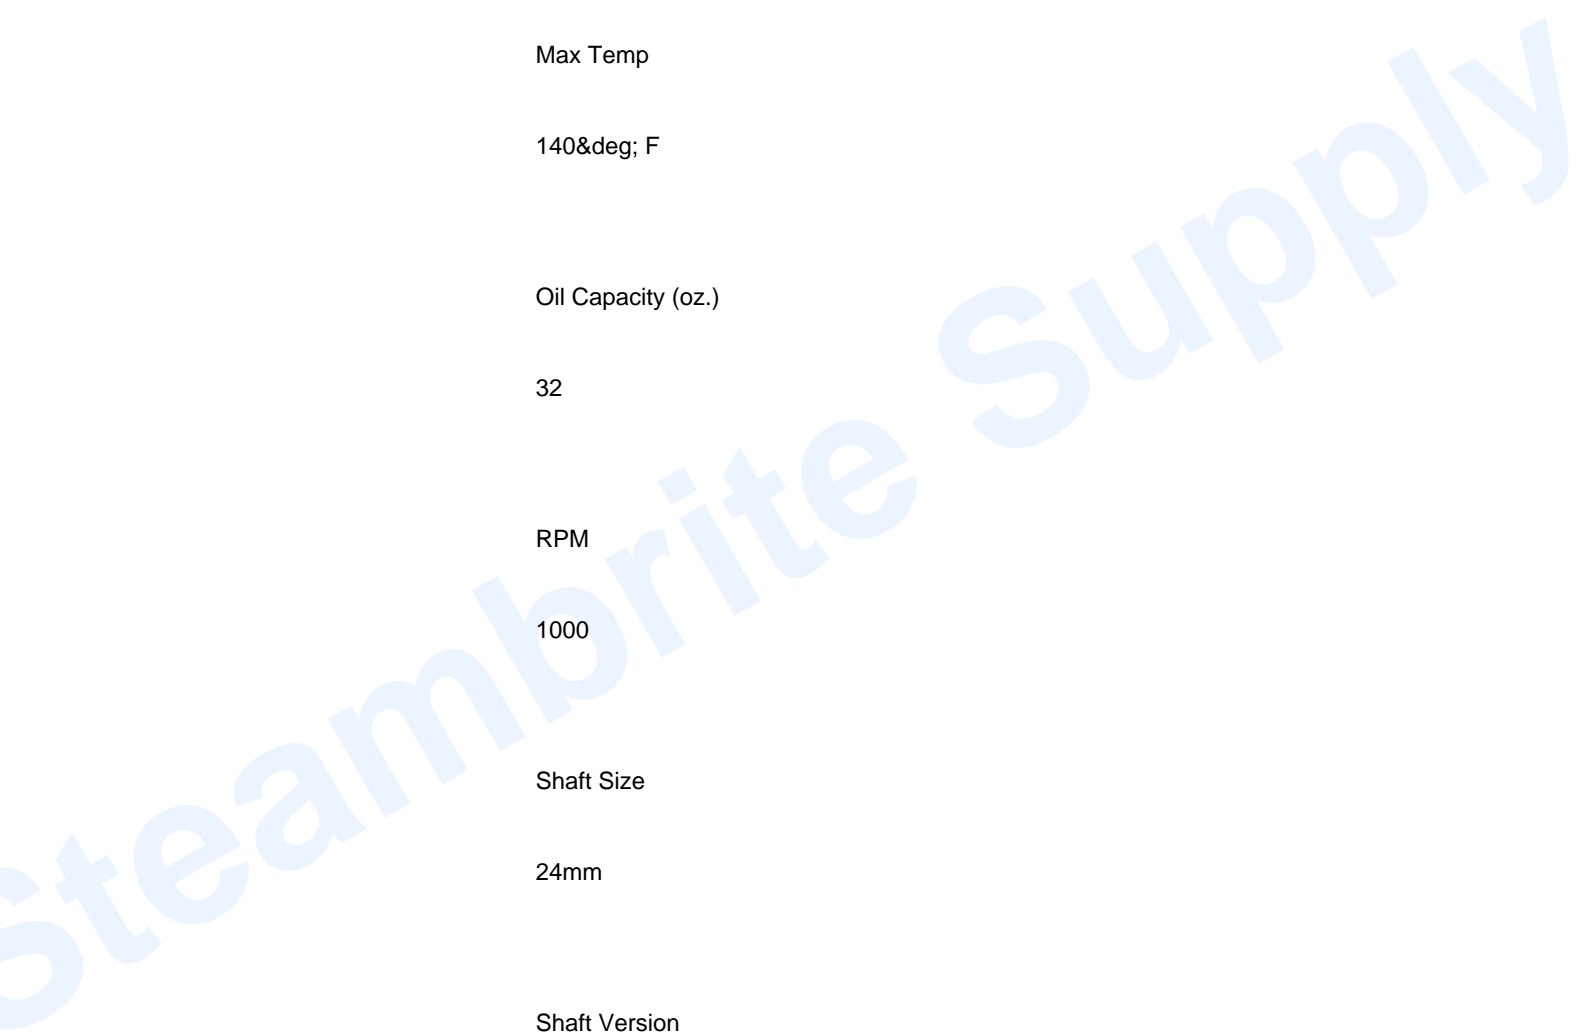 Max Temp
140&deg; F
Oil Capacity (oz.)
32
RPM
1000
Shaft Size
24mm
Shaft Version
Steambrite Supply